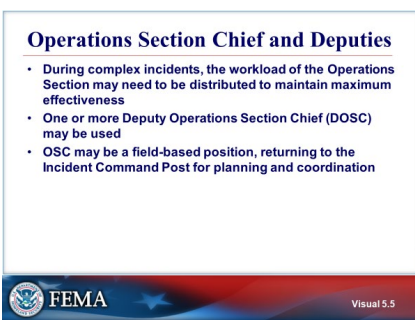 Operations Section Chief and Deputies
• During complex incidents, the workload of the Operations
Section may need to be distributed to maintain maximum
effectiveness
• One or more Deputy Operations Section Chief (DOSC)
may be used
• OSC may be a field-based position, returning to the
Incident Command Post for planning and coordination
FEMA
Visual 5.5